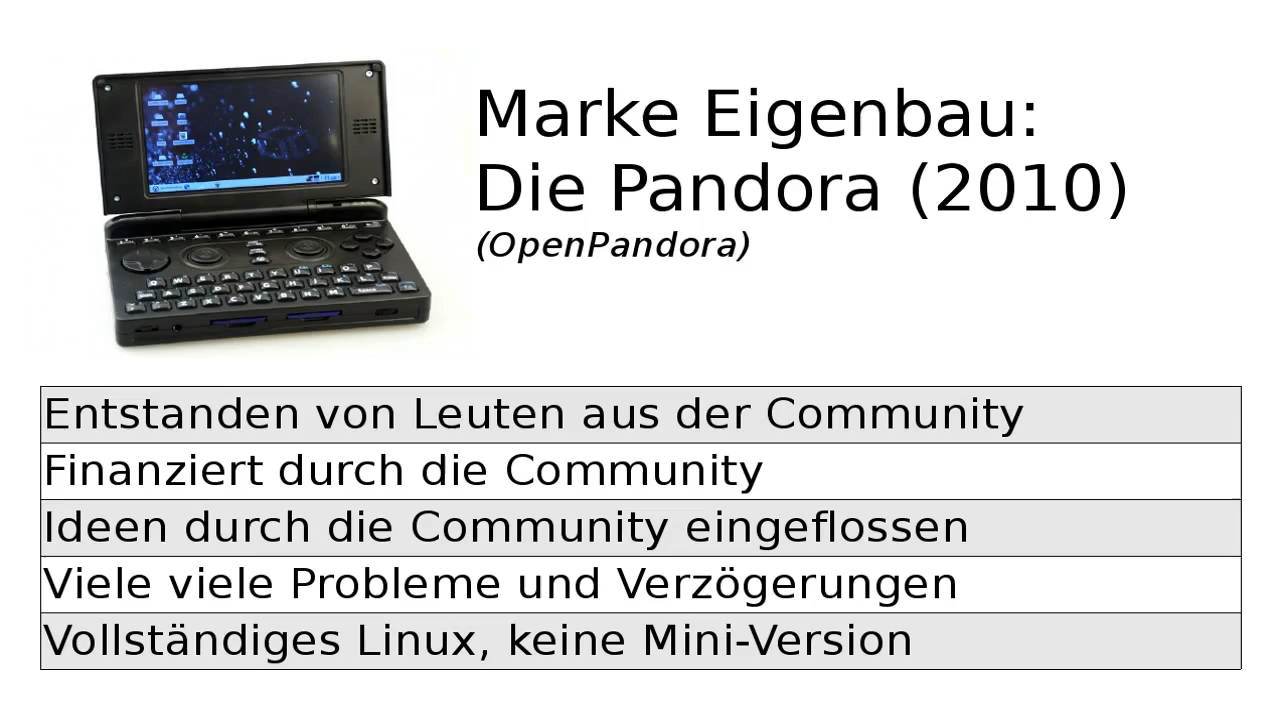 Marke Eigenbau:
Die Pandora (2010)
(OpenPandora)
Entstanden von Leuten aus der Community
Finanziert durch die Community
Ideen durch die Community eingeflossen
Viele viele Probleme und Verzögerungen
Vollständiges Linux, keine Mini-Version